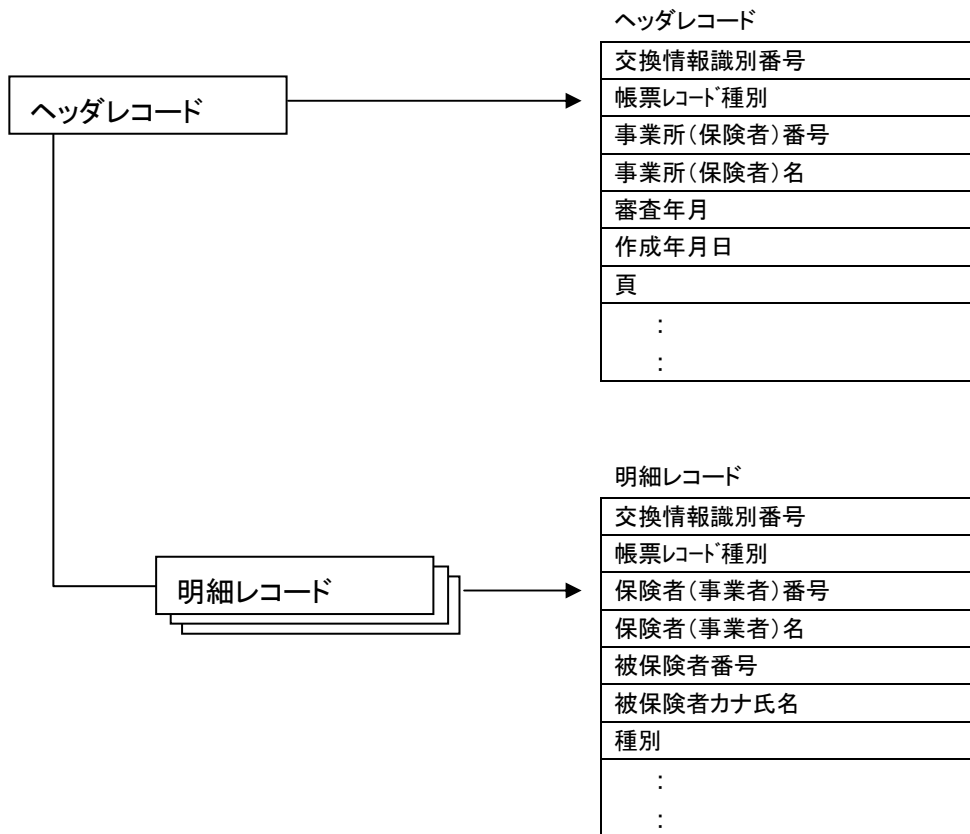 ヘッダレコード
ヘッダレコード
交換情報識別番号
帳票ﾚｺｰﾄﾞ種別
事業所（保険者）番号
事業所（保険者）名
審査年月
作成年月日
頁
：
：
明細レコード
明細レコード
交換情報識別番号
帳票ﾚｺｰﾄﾞ種別
保険者（事業者）番号
保険者（事業者）名
被保険者番号
被保険者カナ氏名
種別
：
：